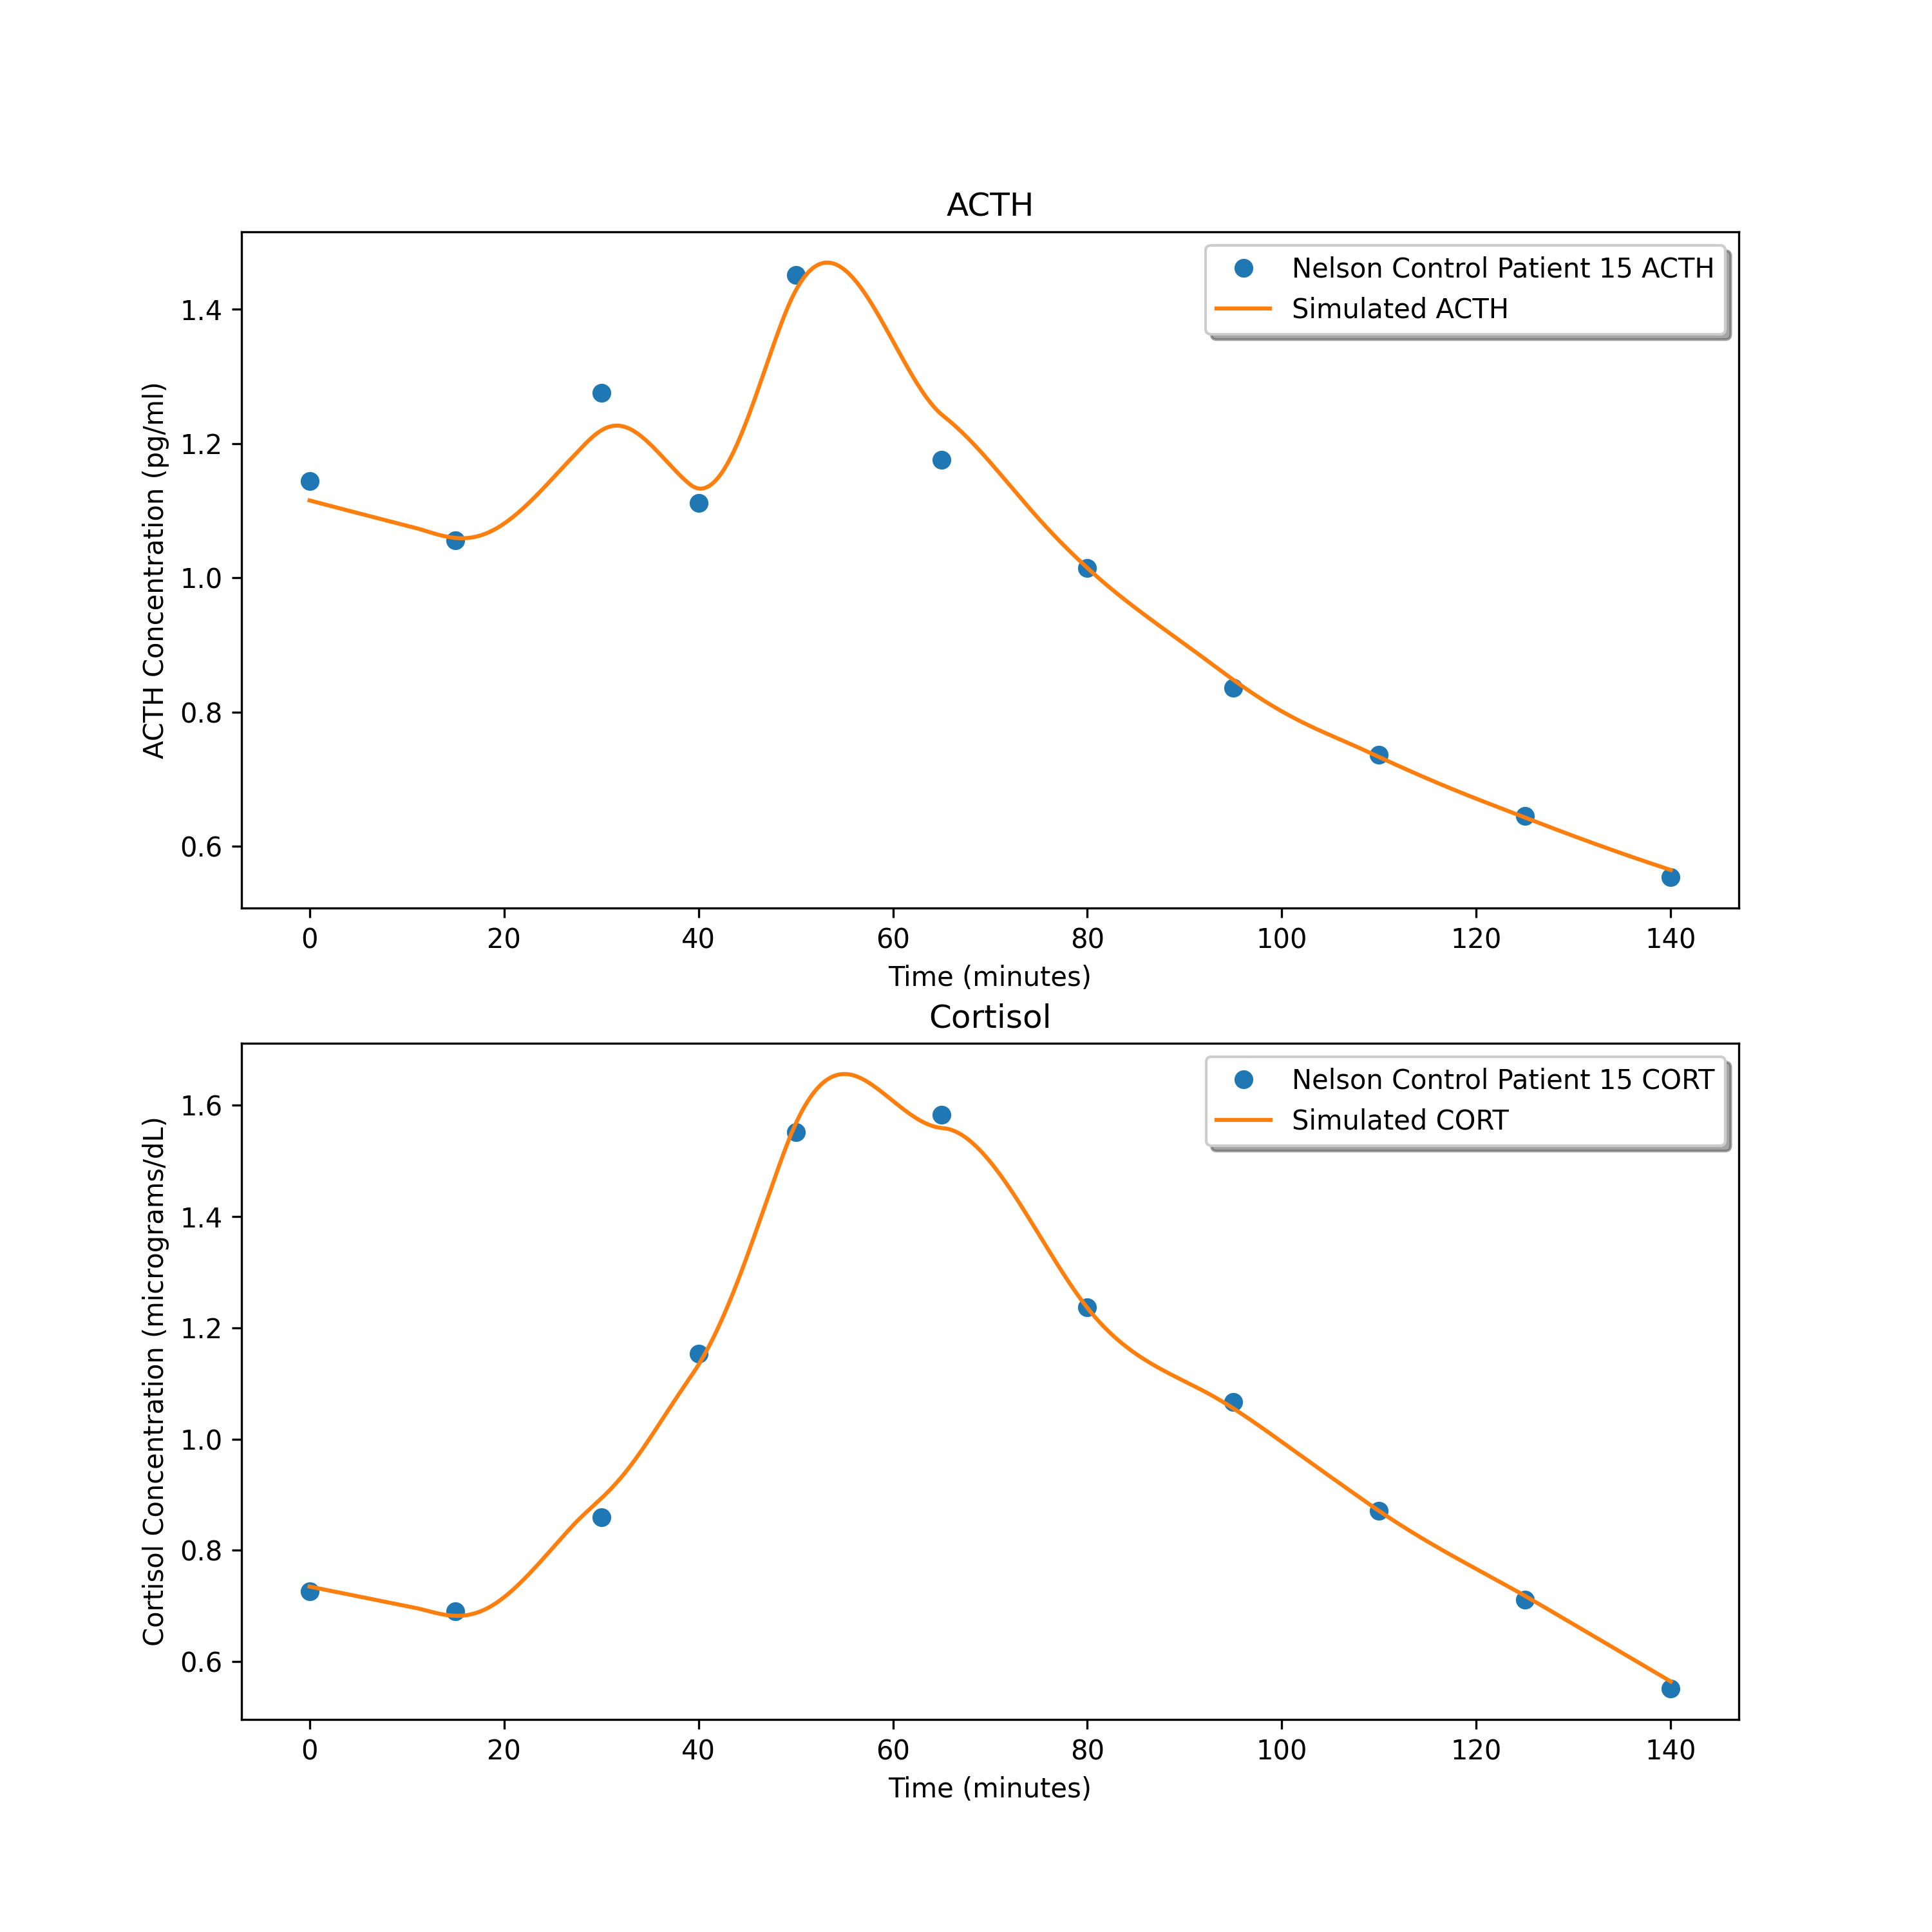 ACTH
Nelson Control Patient 15 ACTH
Simulated ACTH
ACTH Concentration (pg/ml)
1.4
1.2
1.0
0.8
0.6
0 20 40 60 80 100 120 140
Time (minutes)
Cortisol
Nelson Control Patient 15 CORT
Simulated CORT
Cortisol Concentration (micrograms/dL)
1.6
1.4
1.2
1.0
0.8
0.6
0 20 40 60 80 100 120 140
Time (minutes)